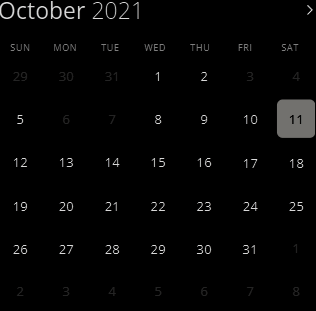 October 2021
SUN MON TUE WED THU FRI SAT
29 30 31 1 2 3 4
5 6 7 8 9 10 11
12 13 14 15 16 17 18
19 20 21 22 23 24 25
26 27 28 29 30 31 1
2 3 4 5 6 7 8